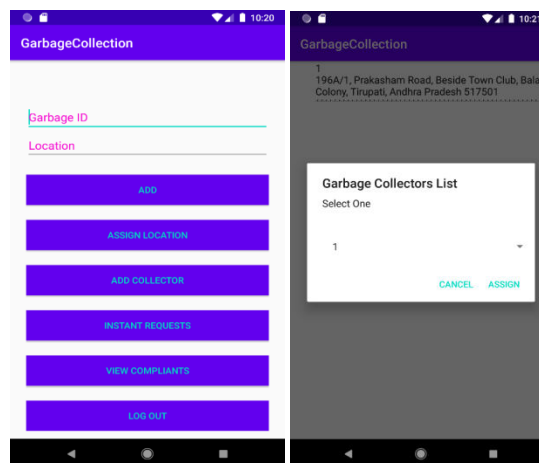 10:20
GarbageCollection
Garbage ID
Location
ADD
ASSIGN LOCATION
ADD COLLECTOR
INSTANT REQUESTS
VIEW COMPLIANTS
LOG OUT
10:21
GarbageCollection
1
196A/1, Prakasham Road, Beside Town Club, Bala
Colony, Tirupati, Andhra Pradesh 517501
Garbage Collectors List
Select One
1
CANCEL ASSIGN